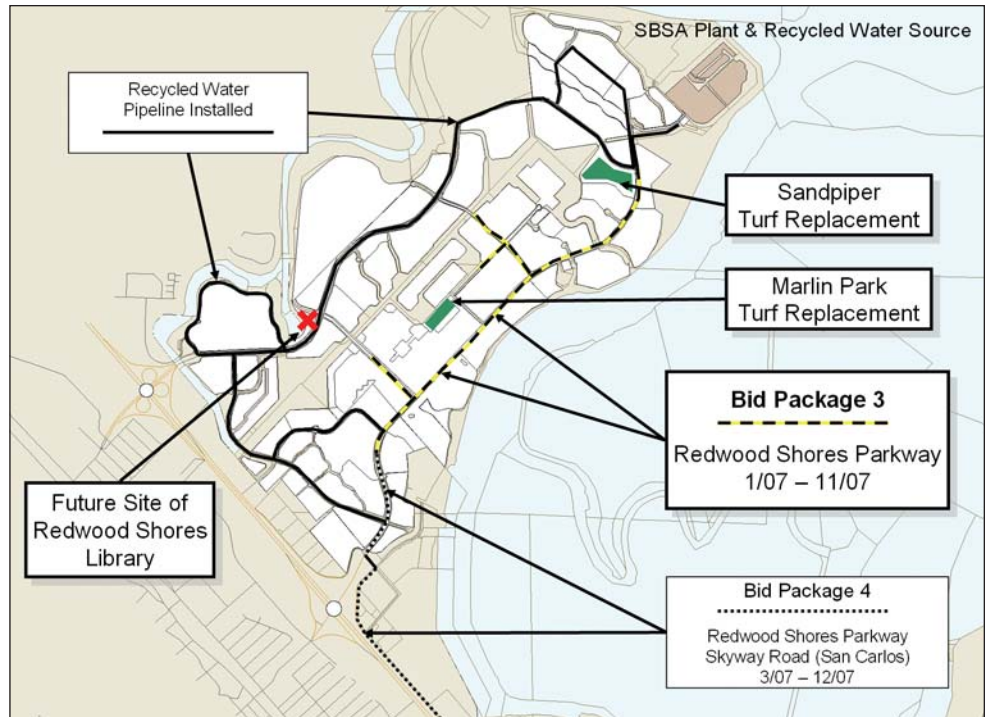 SBSA Plant & Recycled Water Source
Recycled Water
Pipeline Installed
Sandpiper
Turf Replacement
Marlin Park
Turf Replacement
Bid Package 3
Redwood Shores Parkway
1/07 – 11/07
Future Site of
Redwood Shores
Library
Bid Package 4
Redwood Shores Parkway
Skyway Road (San Carlos)
3/07 – 12/07